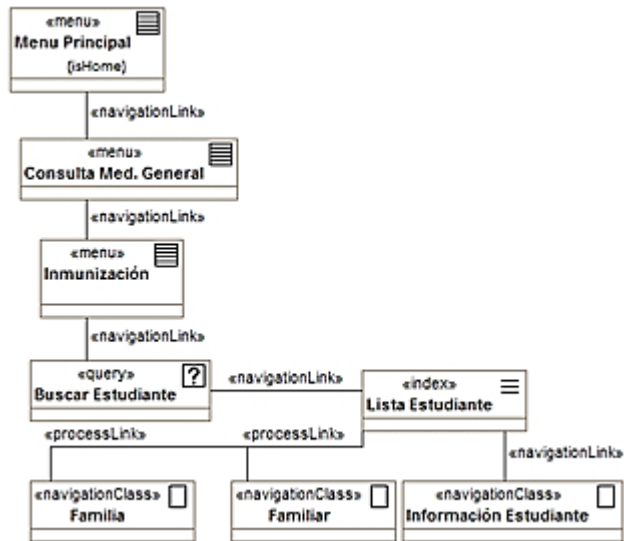 «menu»
Menu Principal
{isHome}
«navigationLink»
«menu»
Consulta Med. General
«navigationLink»
«menu»
Inmunización
«navigationLink»
«query»
?
Buscar Estudiante
«navigationLink»
«index»
Lista Estudiante
«processLink»
«processLink»
«navigationLink»
«navigationClass»
Familia
«navigationClass»
Familiar
«navigationClass»
Información Estudiante